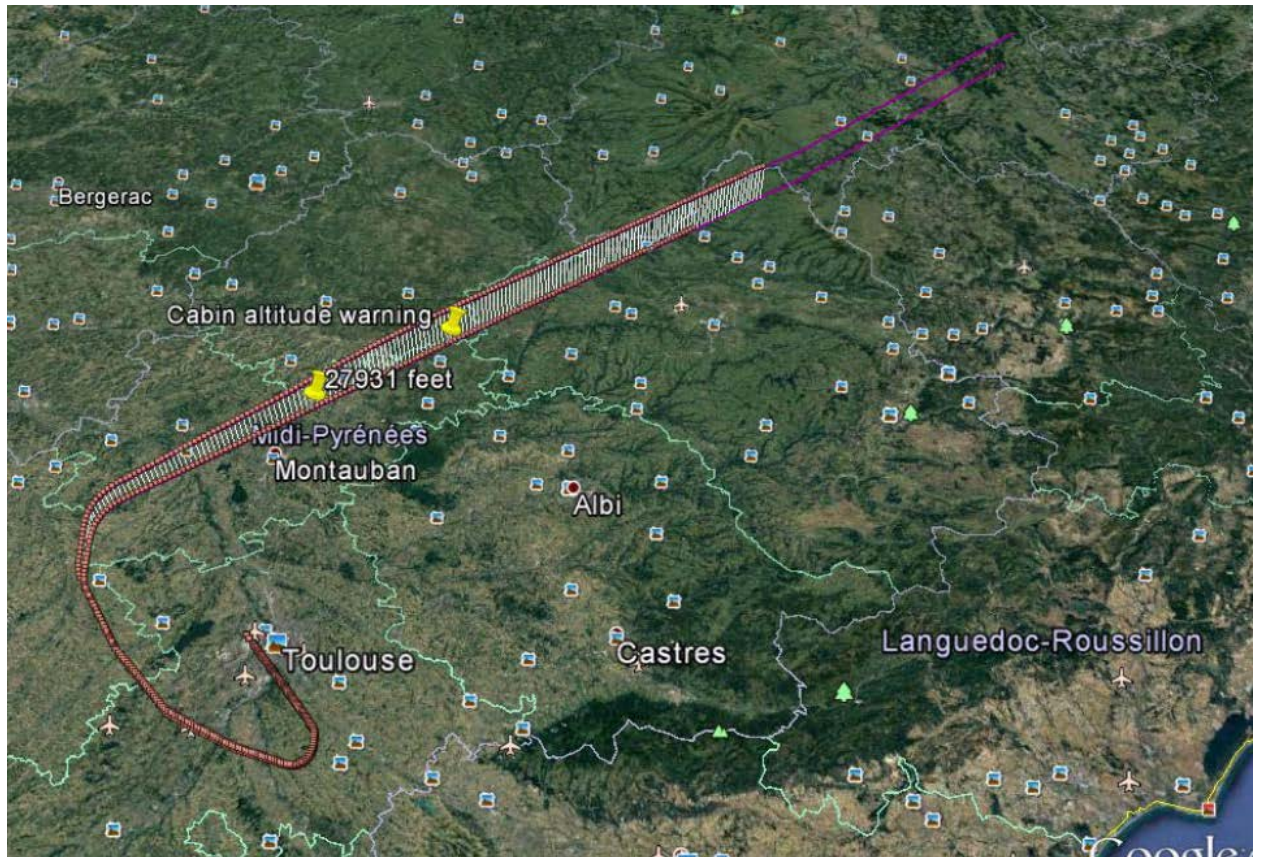 Bergerac
Cabin altitude warning
27931 feet
Midi-Pyrénées
Montauban
Albi
Toulouse
Castres
Languedoc-Roussillon
Google